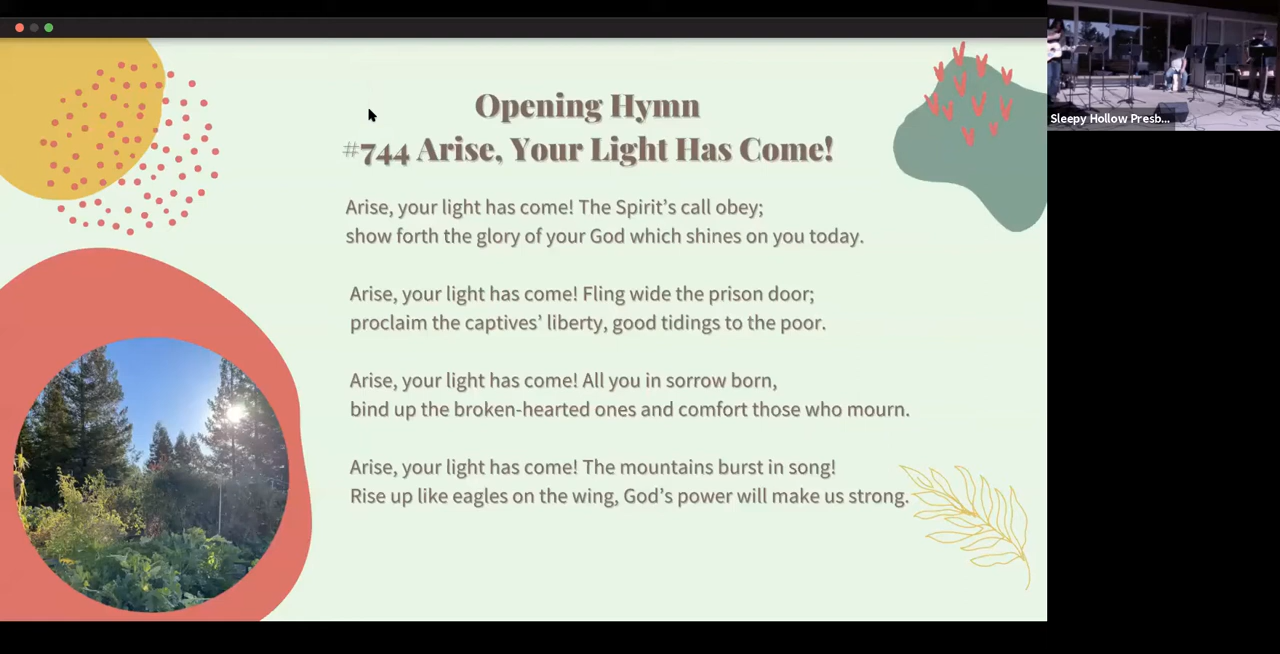 Opening Hymn
#744 Arise, Your Light Has Come!
Arise, your light has come! The Spirit’s call obey;
show forth the glory of your God which shines on you today.
Arise, your light has come! Fling wide the prison door;
proclaim the captives’ liberty, good tidings to the poor.
Arise, your light has come! All you in sorrow born,
bind up the broken-hearted ones and comfort those who mourn.
Arise, your light has come! The mountains burst in song!
Rise up like eagles on the wing, God’s power will make us strong.
Sleepy Hollow Presb...